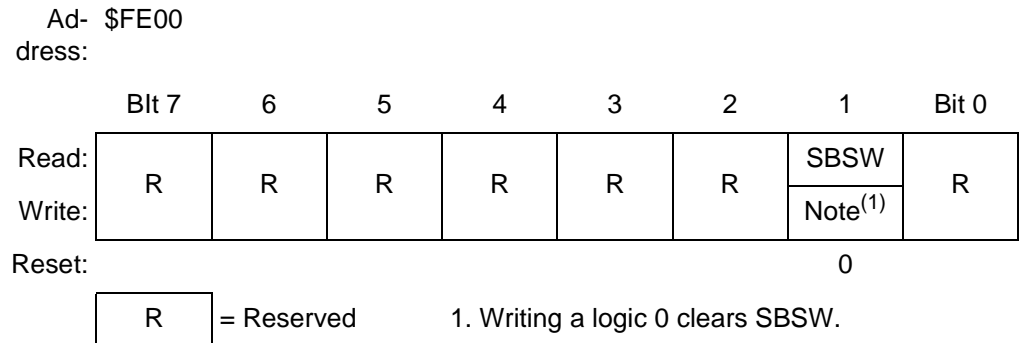 Ad- $FE00
dress:
BIt 7 6 5 4 3 2 1 Bit 0
Read: R R R R R R SBSW R
Write: Note(1)
Reset: 0
R = Reserved 1. Writing a logic 0 clears SBSW.